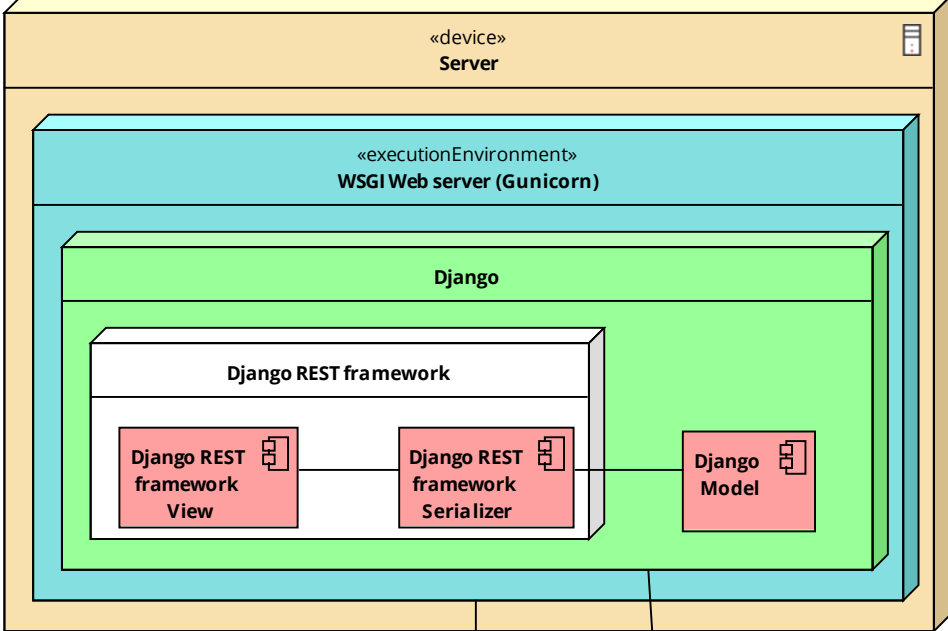 «device»
Server
«executionEnvironment»
WSGI Web server (Gunicorn)
Django
Django REST framework
Django REST
framework
View
Django REST
framework
Serializer
Django
Model